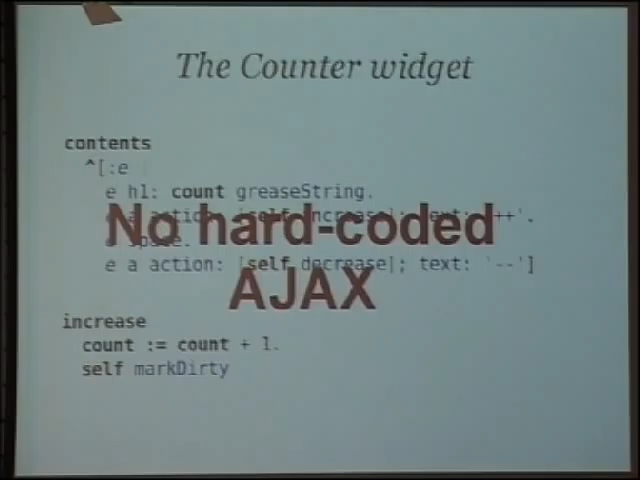 The Counter widget
contents
^[:e
e h1: count greaseString.
e a action: [self increase]; text: '++'.
e space.
e a action: [self decrease]; text: '--']
No hard-coded
AJAX
increase
count := count + 1.
self markDirty